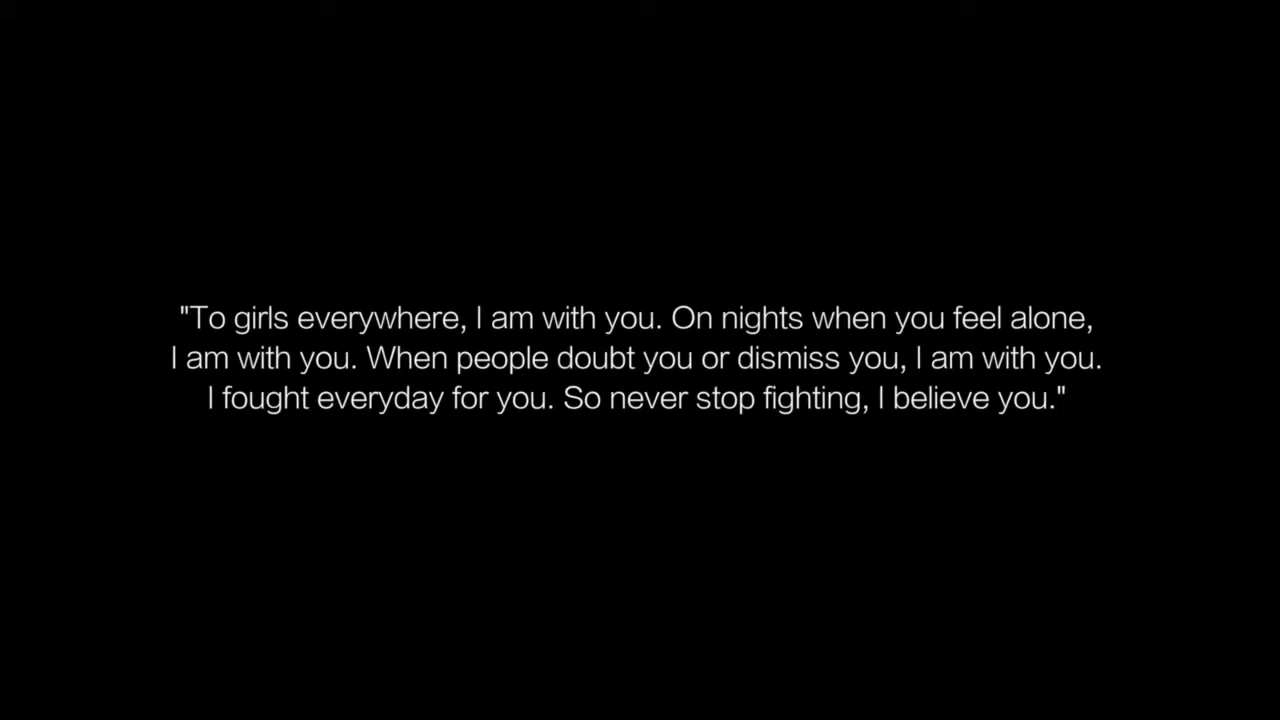 "To girls everywhere, I am with you. On nights when you feel alone,
I am with you. When people doubt you or dismiss you, I am with you.
I fought everyday for you. So never stop fighting, I believe you."